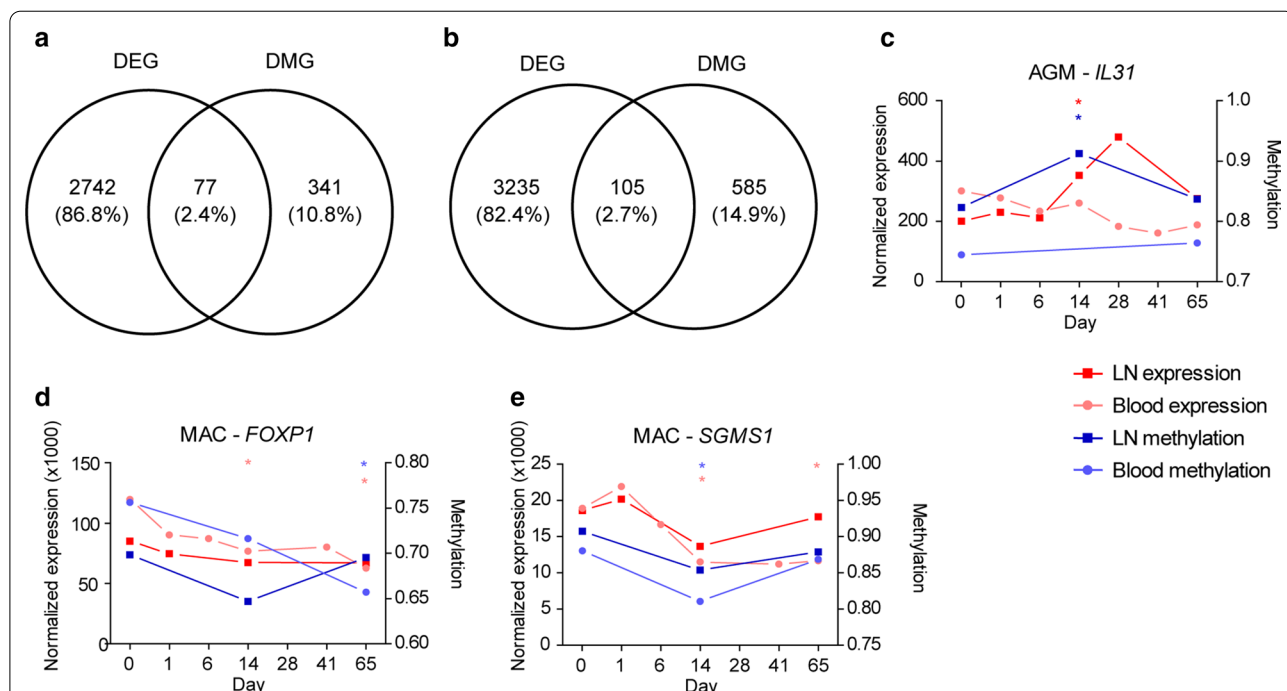 a
DEG
DMG
2742
(86.8%)
77
(2.4%)
341
(10.8%)
b
DEG
DMG
3235
(82.4%)
105
(2.7%)
585
(14.9%)
c
AGM - IL31
Normalized expression
600
400
200
0
*
*
1.0
0.9
0.8
0.7
Methylation
0 1 6 14 28 41 65
Day
LN expression
Blood expression
LN methylation
Blood methylation
d
MAC - FOXP1
Normalized expression (x1000)
150
100
50
0
*
*
*
0.80
0.75
0.70
0.65
0.60
Methylation
0 1 6 14 28 41 65
Day
e
MAC - SGMS1
Normalized expression (x1000)
25
20
15
10
5
0
*
*
*
1.00
0.95
0.90
0.85
0.80
0.75
Methylation
0 1 6 14 28 41 65
Day